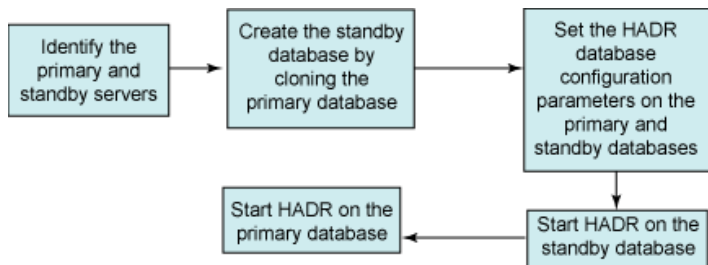 Identify the
primary and
standby servers
Create the standby
database by
cloning the
primary database
Set the HADR
database
configuration
parameters on the
primary and
standby databases
Start HADR on the
standby database
Start HADR on the
primary database